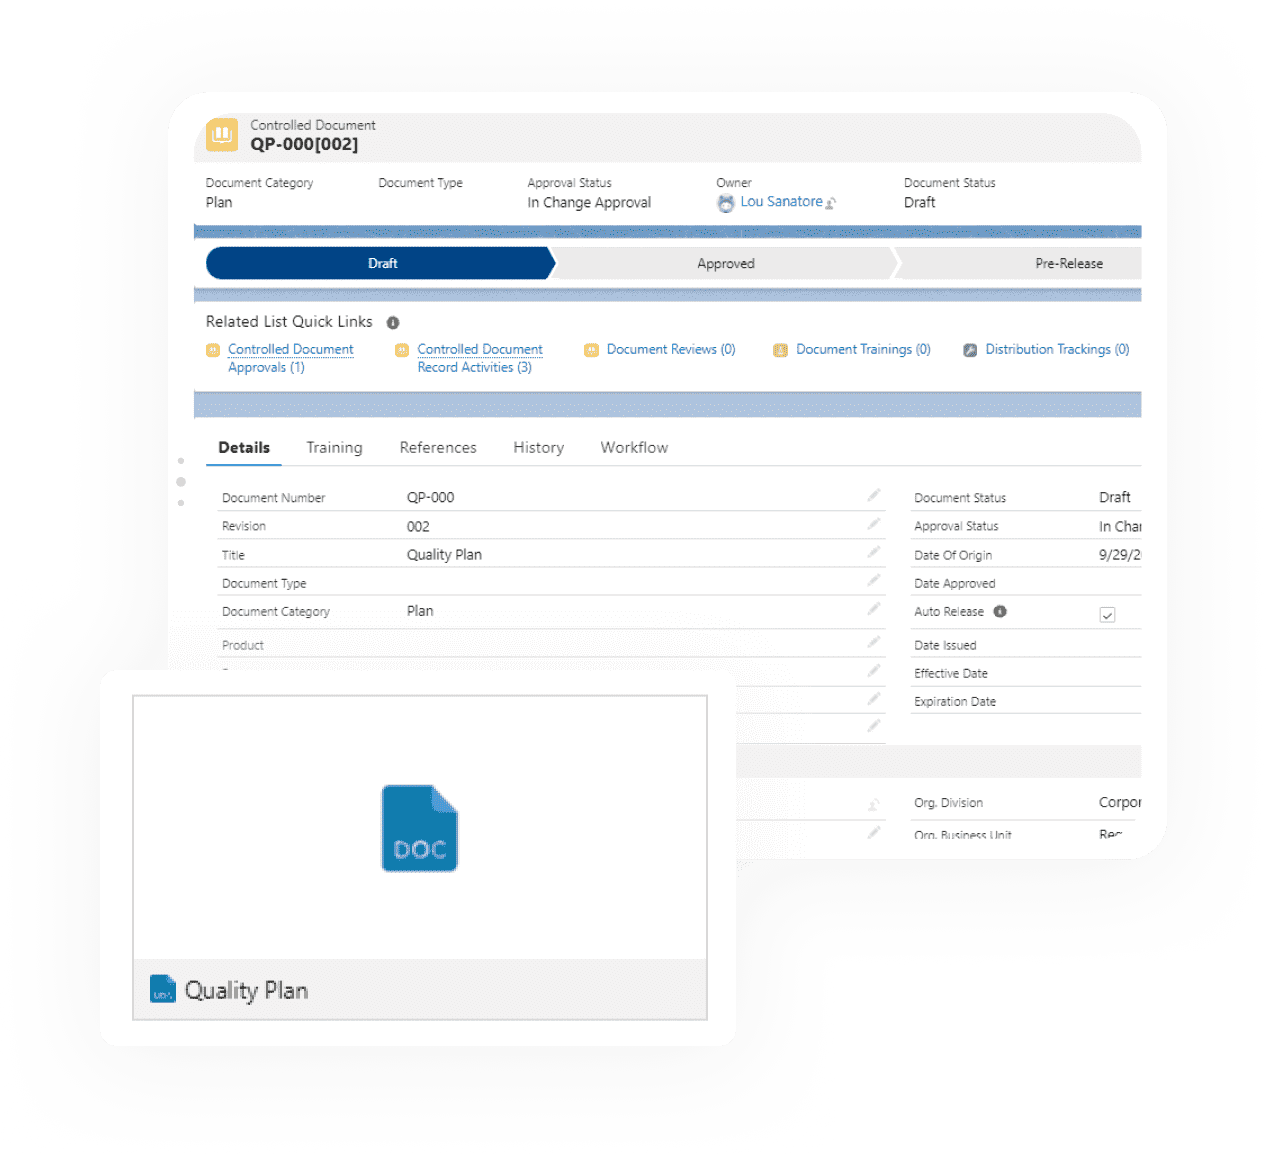 Controlled Document
QP-000[002]
Document Category
Document Type
Approval Status
Owner
Document Status
Plan
In Change Approval
Lou Sanatore
Draft
Draft
Approved
Pre-Release
Related List Quick Links
Controlled Document
Approvals (1)
Controlled Document
Record Activities (3)
Document Reviews (0)
Document Trainings (0)
Distribution Trackings (0)
Details
Training
References
History
Workflow
Document Number
QP-000
Document Status
Draft
Revision
002
Approval Status
In Chan
Title
Quality Plan
Date Of Origin
9/29/2
Document Type
Date Approved
Document Category
Plan
Auto Release
Product
Date Issued
Effective Date
Expiration Date
Org. Division
Corpor
Org. Business Unit
DOC
Quality Plan